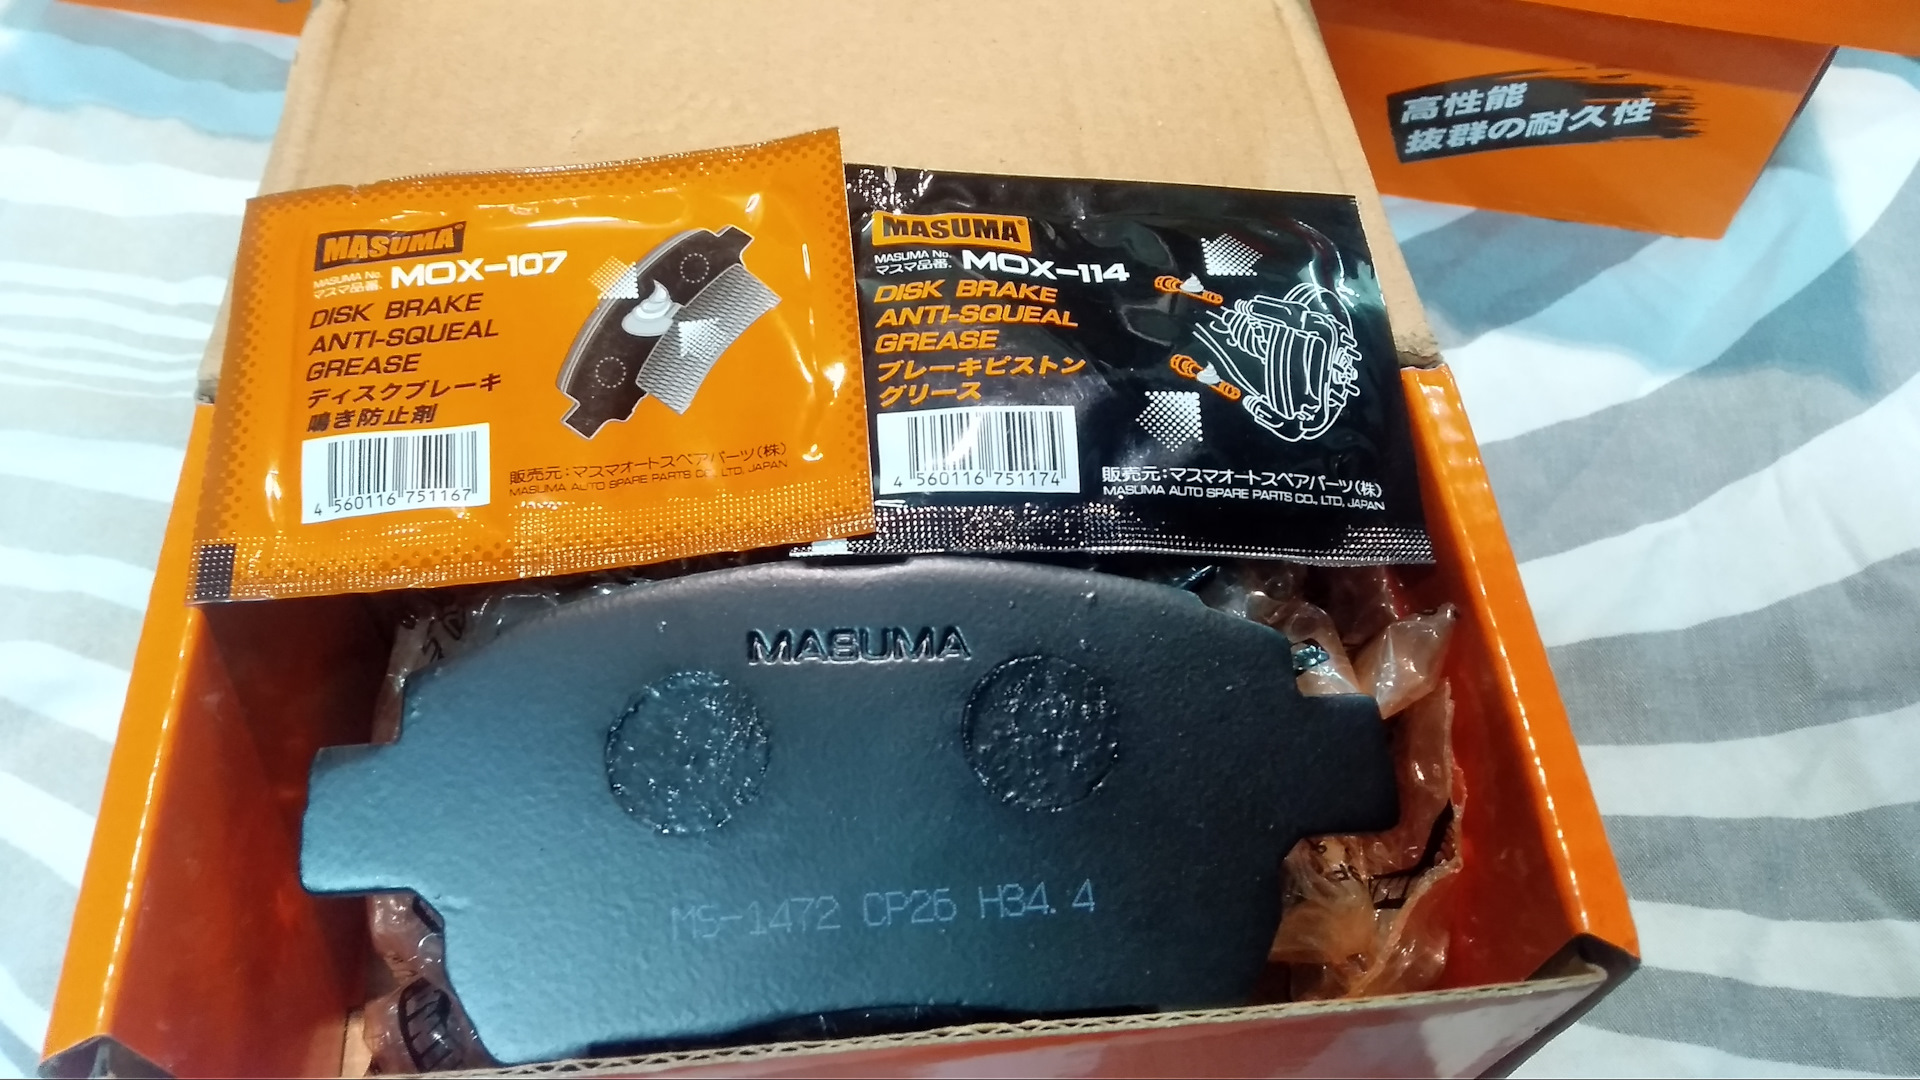 高性能
抜群の耐久性
MASUMA
MASUMA No.
マスマ品番.
MOX-107
DISK BRAKE
ANTI-SQUEAL
GREASE
ディスクブレーキ
鳴き防止剤
4 560116 751167
販売元:マスマオートスペアパーツ(株)
MASUMA AUTO SPARE PARTS CO., LTD, JAPAN
MASUMA
MASUMA No.
マスマ品番.
MOX-114
DISK BRAKE
ANTI-SQUEAL
GREASE
ブレーキピストン
グリース
4 560116 751174
販売元:マスマオートスペアパーツ(株)
MASUMA AUTO SPARE PARTS CO., LTD, JAPAN
MASUMA
MS-1472 CP26 H34.4